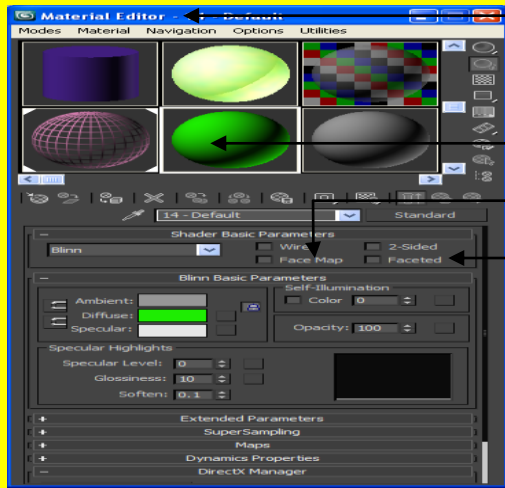 Material Editor - - Default
Modes Material Navigation Options Utilities
14 - Default Standard
Shader Basic Parameters
Blinn Wire 2-Sided
Face Map Faceted
Blinn Basic Parameters
Self-Illumination
Ambient: Color 0
Diffuse:
Specular: Opacity: 100
Specular Highlights
Specular Level: 0
Glossiness: 10
Soften: 0.1
+ Extended Parameters
+ SuperSampling
+ Maps
+ Dynamics Properties
- DirectX Manager